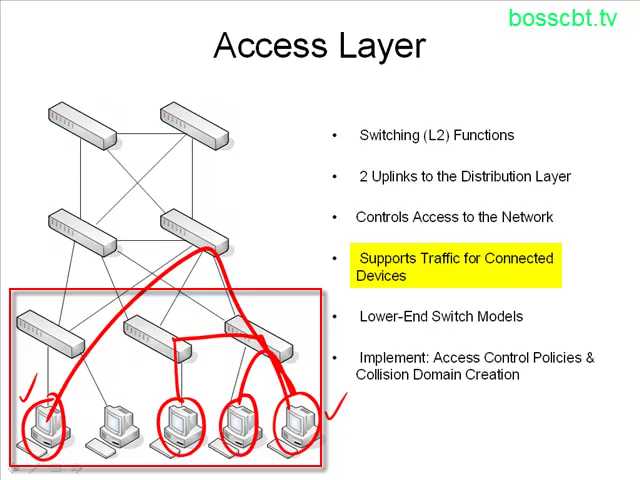 bosscbt.tv
Access Layer
• Switching (L2) Functions
• 2 Uplinks to the Distribution Layer
• Controls Access to the Network
• Supports Traffic for Connected
Devices
• Lower-End Switch Models
• Implement: Access Control Policies &
Collision Domain Creation